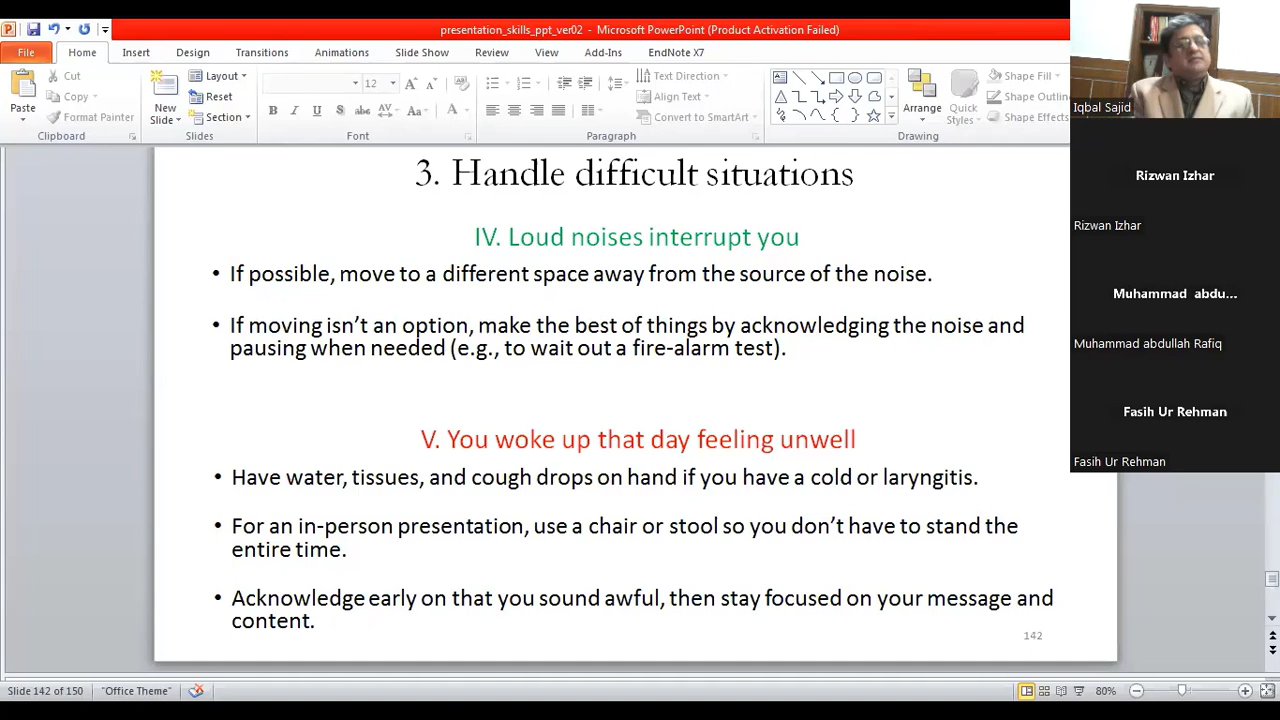 presentation_skills_ppt_ver02 - Microsoft PowerPoint (Product Activation Failed)
File Home Insert Design Transitions Animations Slide Show Review View Add-Ins EndNote X7
Paste
Cut
Copy
Format Painter
Clipboard
New
Slide
Layout
Reset
Section
Slides
12
B I U S abc AV Aa A
Font
Text Direction
Align Text
Convert to SmartArt
Paragraph
Arrange
Quick
Styles
Shape Fill
Shape Outlin
Shape Effects
Drawing
3. Handle difficult situations
IV. Loud noises interrupt you
• If possible, move to a different space away from the source of the noise.
• If moving isn’t an option, make the best of things by acknowledging the noise and
pausing when needed (e.g., to wait out a fire-alarm test).
V. You woke up that day feeling unwell
• Have water, tissues, and cough drops on hand if you have a cold or laryngitis.
• For an in-person presentation, use a chair or stool so you don’t have to stand the
entire time.
• Acknowledge early on that you sound awful, then stay focused on your message and
content.
142
Slide 142 of 150 "Office Theme" 80%
Iqbal Sajid
Rizwan Izhar
Rizwan Izhar
Muhammad abdu...
Muhammad abdullah Rafiq
Fasih Ur Rehman
Fasih Ur Rehman